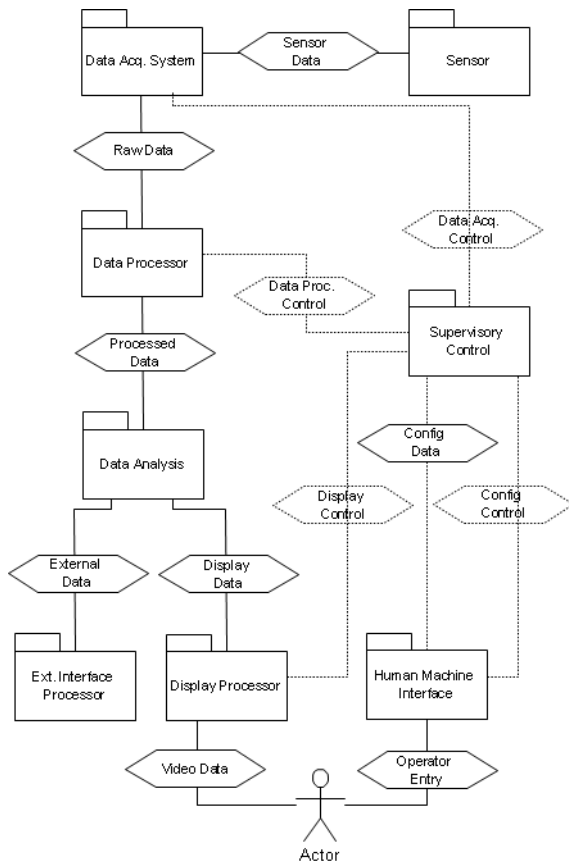 Data Acq. System
Sensor
Data
Sensor
Raw Data
Data Acq.
Control
Data Processor
Data Proc.
Control
Supervisory
Control
Processed
Data
Config
Data
Data Analysis
Display
Control
Config
Control
External
Data
Display
Data
Ext. Interface
Processor
Display Processor
Human Machine
Interface
Video Data
Operator
Entry
Actor